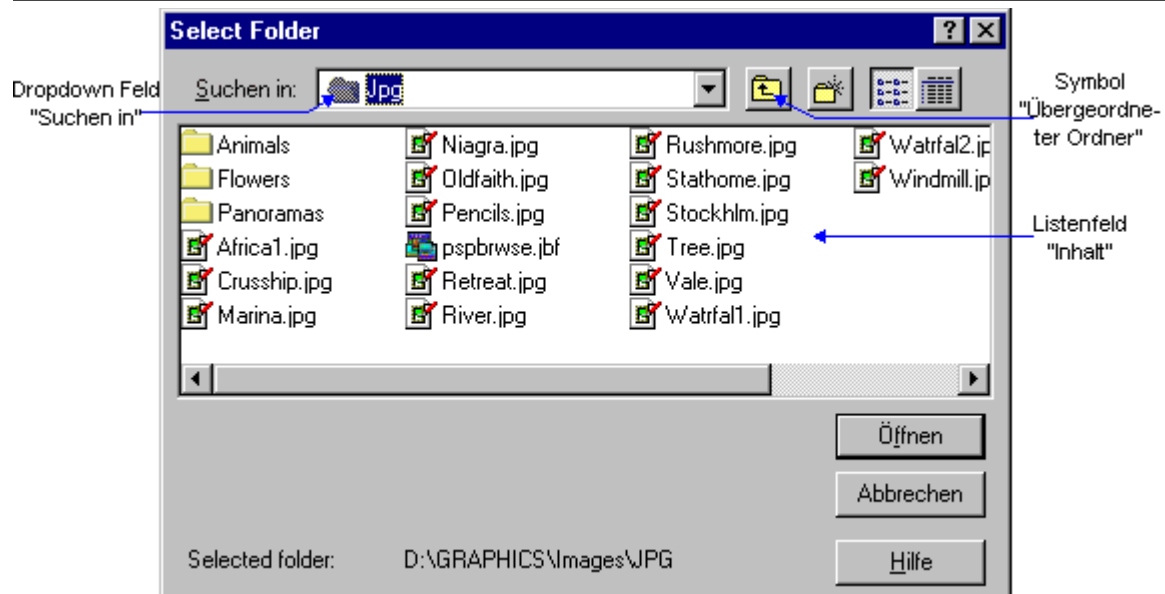 Select Folder
Dropdown Feld
"Suchen in"
Suchen in:
Jpg
Symbol
"Übergeordne-
ter Ordner"
Animals
Flowers
Panoramas
Africa1.jpg
Crusship.jpg
Marina.jpg
Niagra.jpg
Oldfaith.jpg
Pencils.jpg
pspbrwse.jbf
Retreat.jpg
River.jpg
Rushmore.jpg
Stathome.jpg
Stockhlm.jpg
Tree.jpg
Vale.jpg
Watrfal1.jpg
Watrfal2.jp
Windmill.jp
Listenfeld
"Inhalt"
Öffnen
Abbrechen
Selected folder: D:\GRAPHICS\Images\JPG
Hilfe